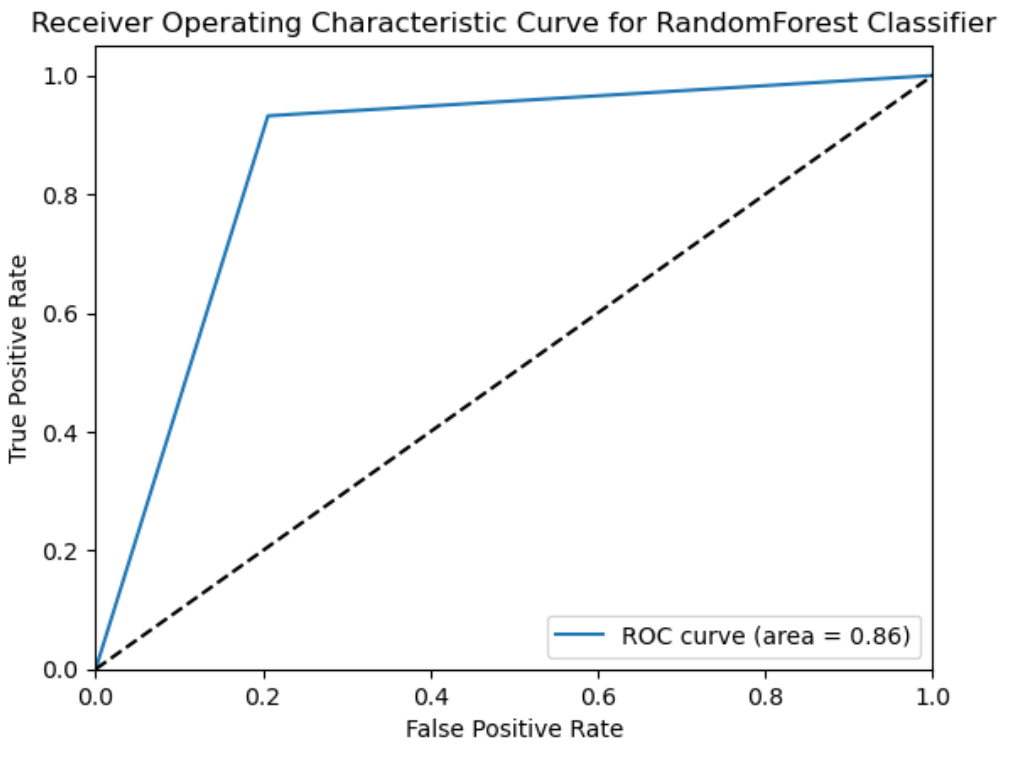 Receiver Operating Characteristic Curve for RandomForest Classifier
1.0
0.8
0.6
0.4
0.2
0.0
True Positive Rate
ROC curve (area = 0.86)
0.0 0.2 0.4 0.6 0.8 1.0
False Positive Rate